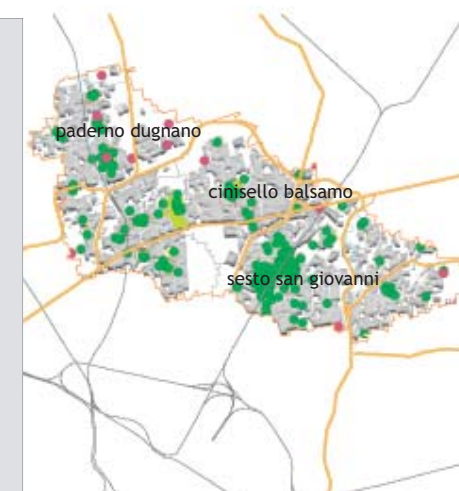 paderno dugnano
cinisello balsamo
sesto san giovanni